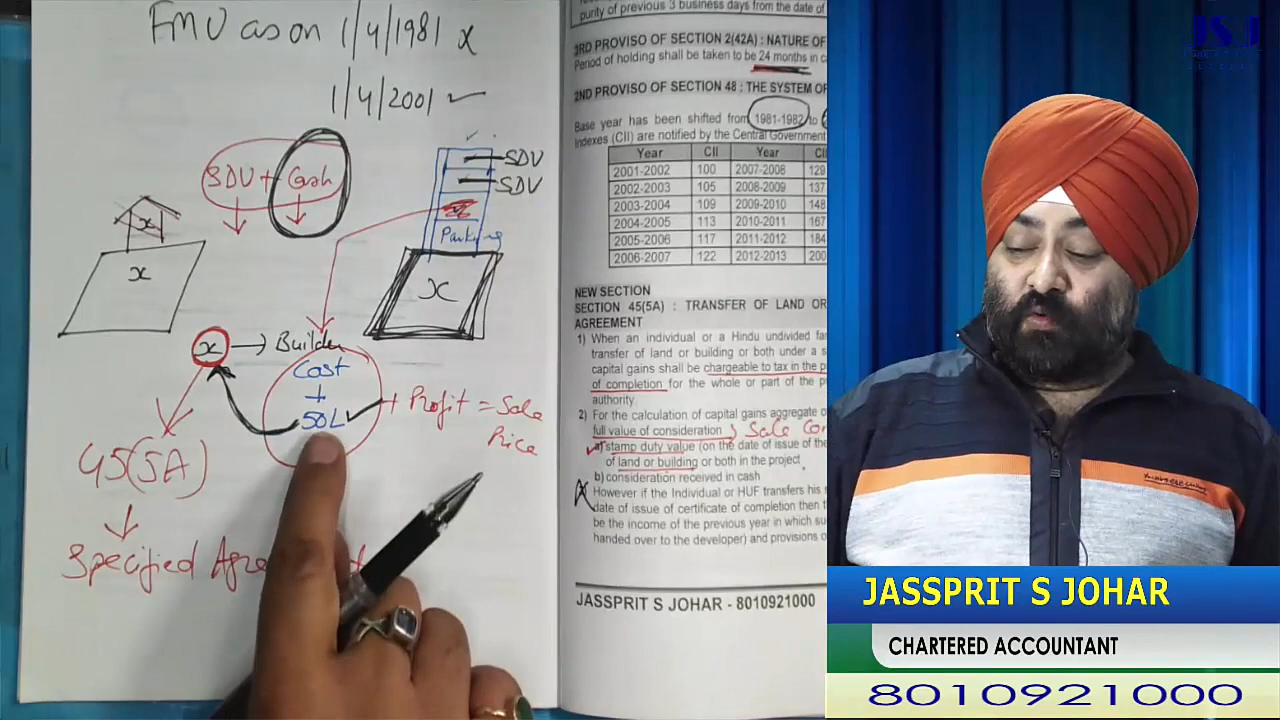 FMV as on 1/4/1981 x
1/4/2001 ✓
SDV + Cash
SDV
SDV
x
x
Parking
x
x → Builder
Cost
+
50L
+ Profit = Sale
Price
45(5A)
Specified
purity of previous 3 business days from the date of
3RD PROVISO OF SECTION 2(42A) : NATURE OF
Period of holding shall be taken to be 24 months in
2ND PROVISO OF SECTION 48 : THE SYSTEM OF
Base year has been shifted from 1981-1982 to
Indexes (CII) are notified by the Central Government
Year CII Year CII
2001-2002 100 2007-2008 129
2002-2003 105 2008-2009 137
2003-2004 109 2009-2010 148
2004-2005 113 2010-2011 167
2005-2006 117 2011-2012 184
2006-2007 122 2012-2013 200
NEW SECTION
SECTION 45(5A) : TRANSFER OF LAND OR
AGREEMENT
1) When an individual or a Hindu undivided
transfer of land or building or both under a
capital gains shall be chargeable to tax in the
of completion for the whole or part of the
authority.
2) For the calculation of capital gains aggregate
full value of consideration Sale
a) stamp duty value (on the date of issue of the
of land or building or both in the project
b) consideration received in cash
However if the Individual or HUF transfers his
date of issue of certificate of completion then
be the income of the previous year in which
handed over to the developer) and provisions
JASSPRIT S JOHAR - 8010921000
JSJ
JASSPRIT S JOHAR
CHARTERED ACCOUNTANT
8010921000